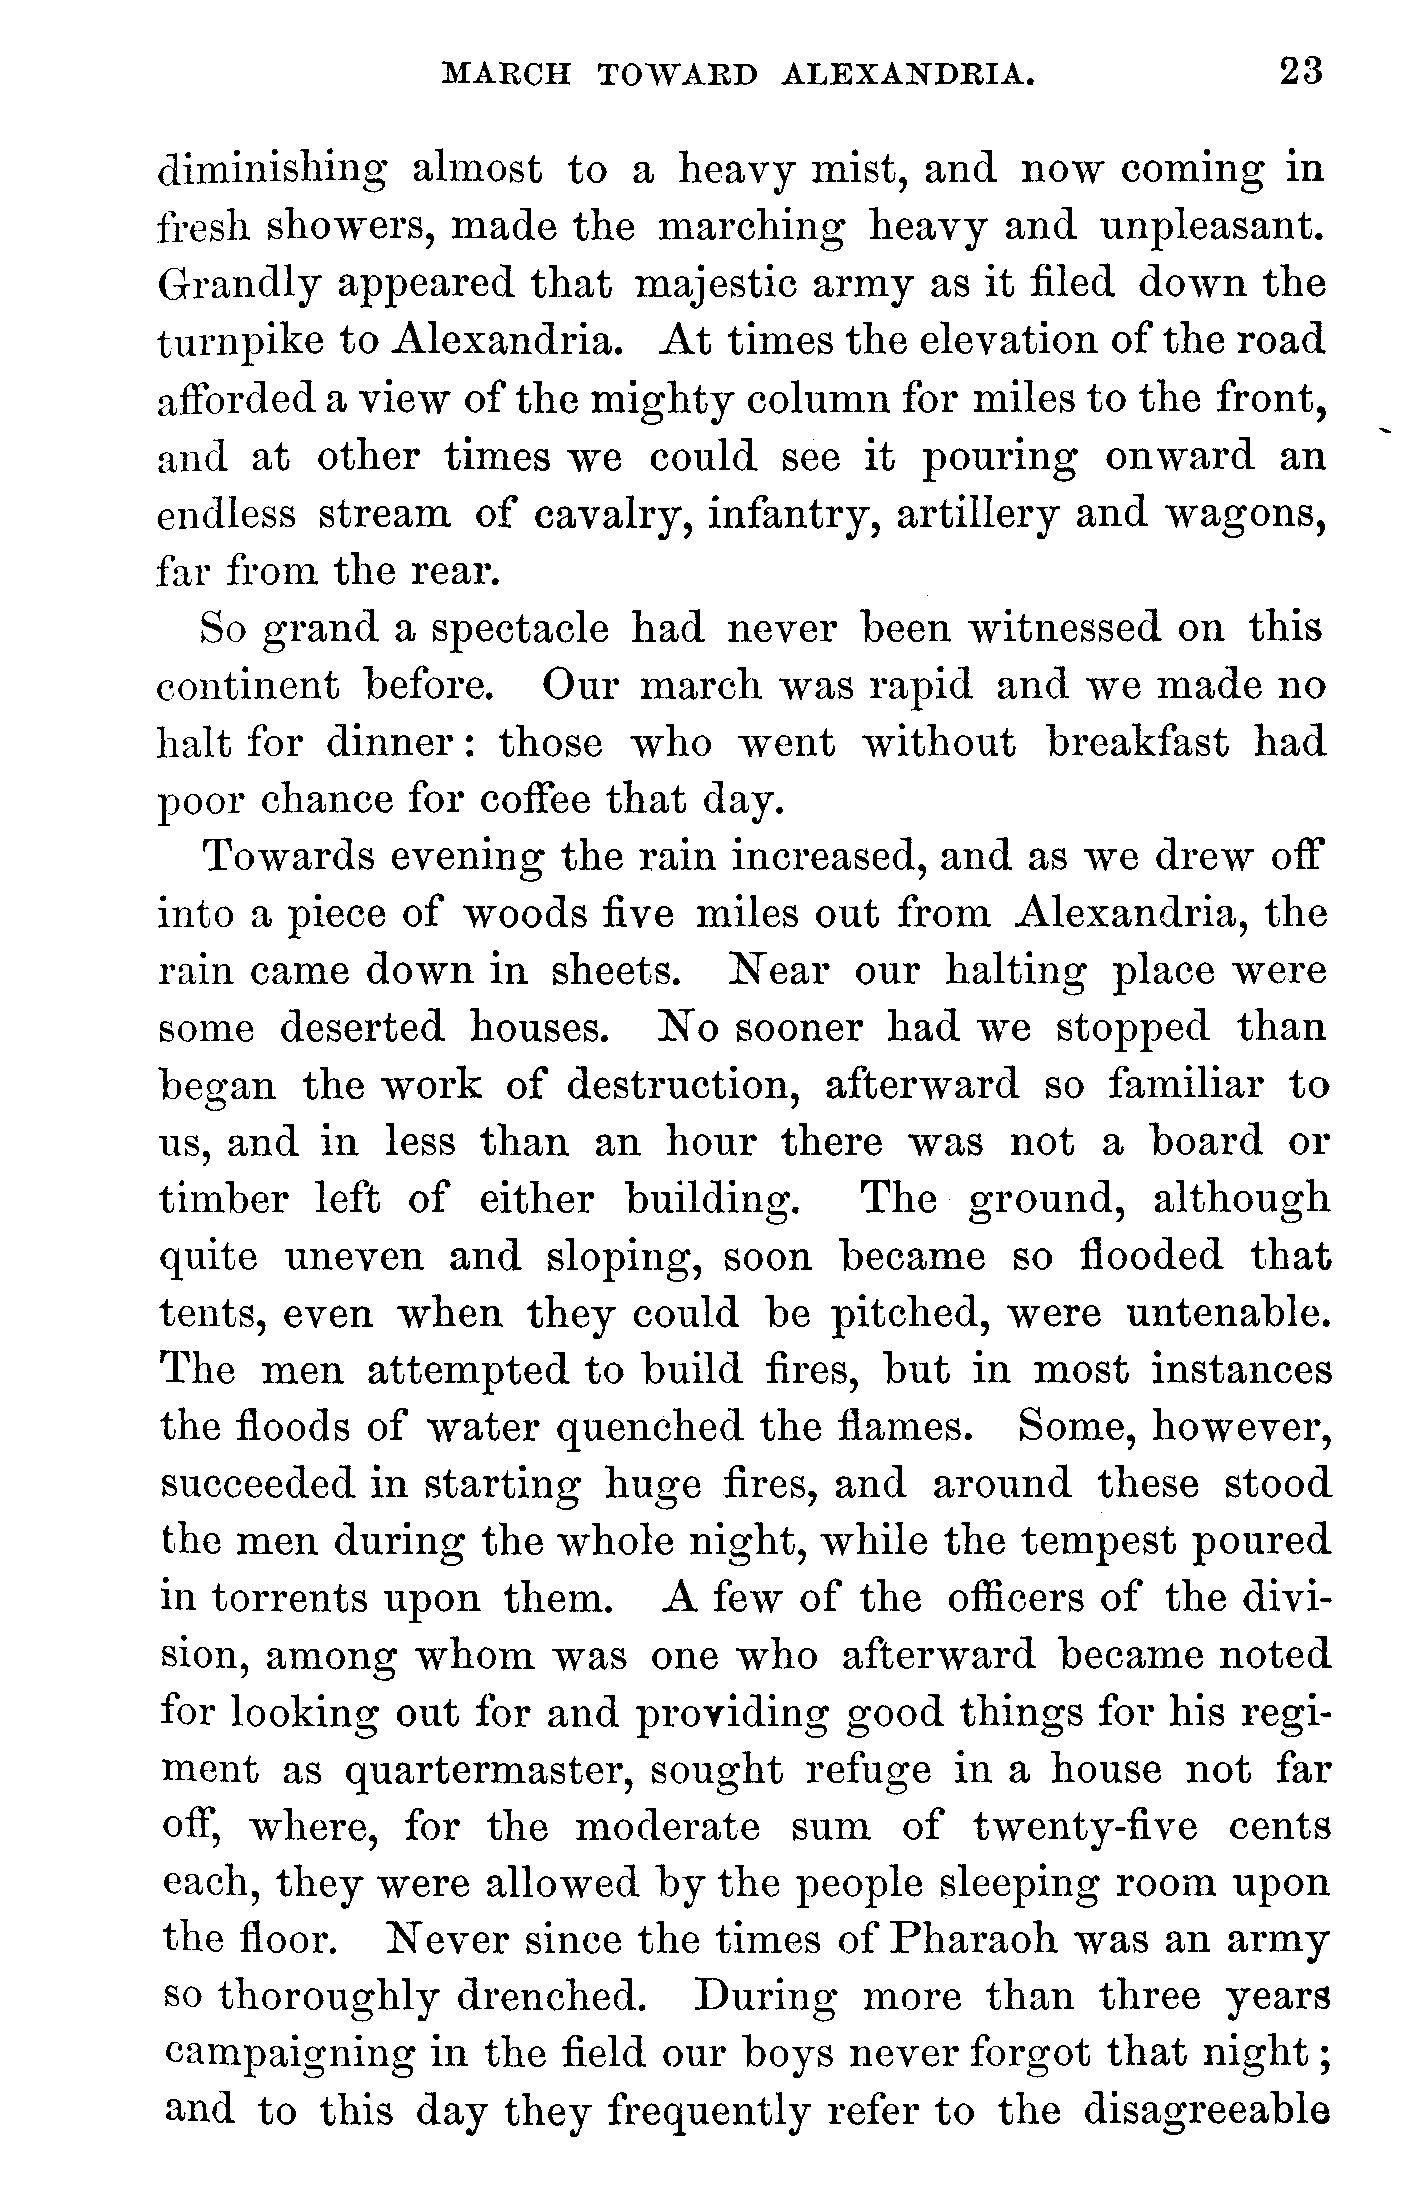 MARCH TOWARD ALEXANDRIA. 23
diminishing almost to a heavy mist, and now coming in
fresh showers, made the marching heavy and unpleasant.
Grandly appeared that majestic army as it filed down the
turnpike to Alexandria. At times the elevation of the road
afforded a view of the mighty column for miles to the front,
and at other times we could see it pouring onward an
endless stream of cavalry, infantry, artillery and wagons,
far from the rear.
So grand a spectacle had never been witnessed on this
continent before. Our march was rapid and we made no
halt for dinner : those who went without breakfast had
poor chance for coffee that day.
Towards evening the rain increased, and as we drew off
into a piece of woods five miles out from Alexandria, the
rain came down in sheets. Near our halting place were
some deserted houses. No sooner had we stopped than
began the work of destruction, afterward so familiar to
us, and in less than an hour there was not a board or
timber left of either building. The ground, although
quite uneven and sloping, soon became so flooded that
tents, even when they could be pitched, were untenable.
The men attempted to build fires, but in most instances
the floods of water quenched the flames. Some, however,
succeeded in starting huge fires, and around these stood
the men during the whole night, while the tempest poured
in torrents upon them. A few of the officers of the divi-
sion, among whom was one who afterward became noted
for looking out for and providing good things for his regi-
ment as quartermaster, sought refuge in a house not far
off, where, for the moderate sum of twenty-five cents
each, they were allowed by the people sleeping room upon
the floor. Never since the times of Pharaoh was an army
so thoroughly drenched. During more than three years
campaigning in the field our boys never forgot that night ;
and to this day they frequently refer to the disagreeable